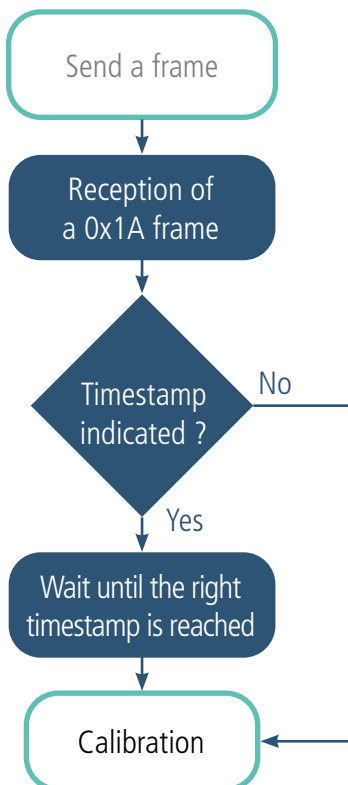 Send a frame
Reception of
a 0x1A frame
Timestamp
indicated ?
No
Yes
Wait until the right
timestamp is reached
Calibration